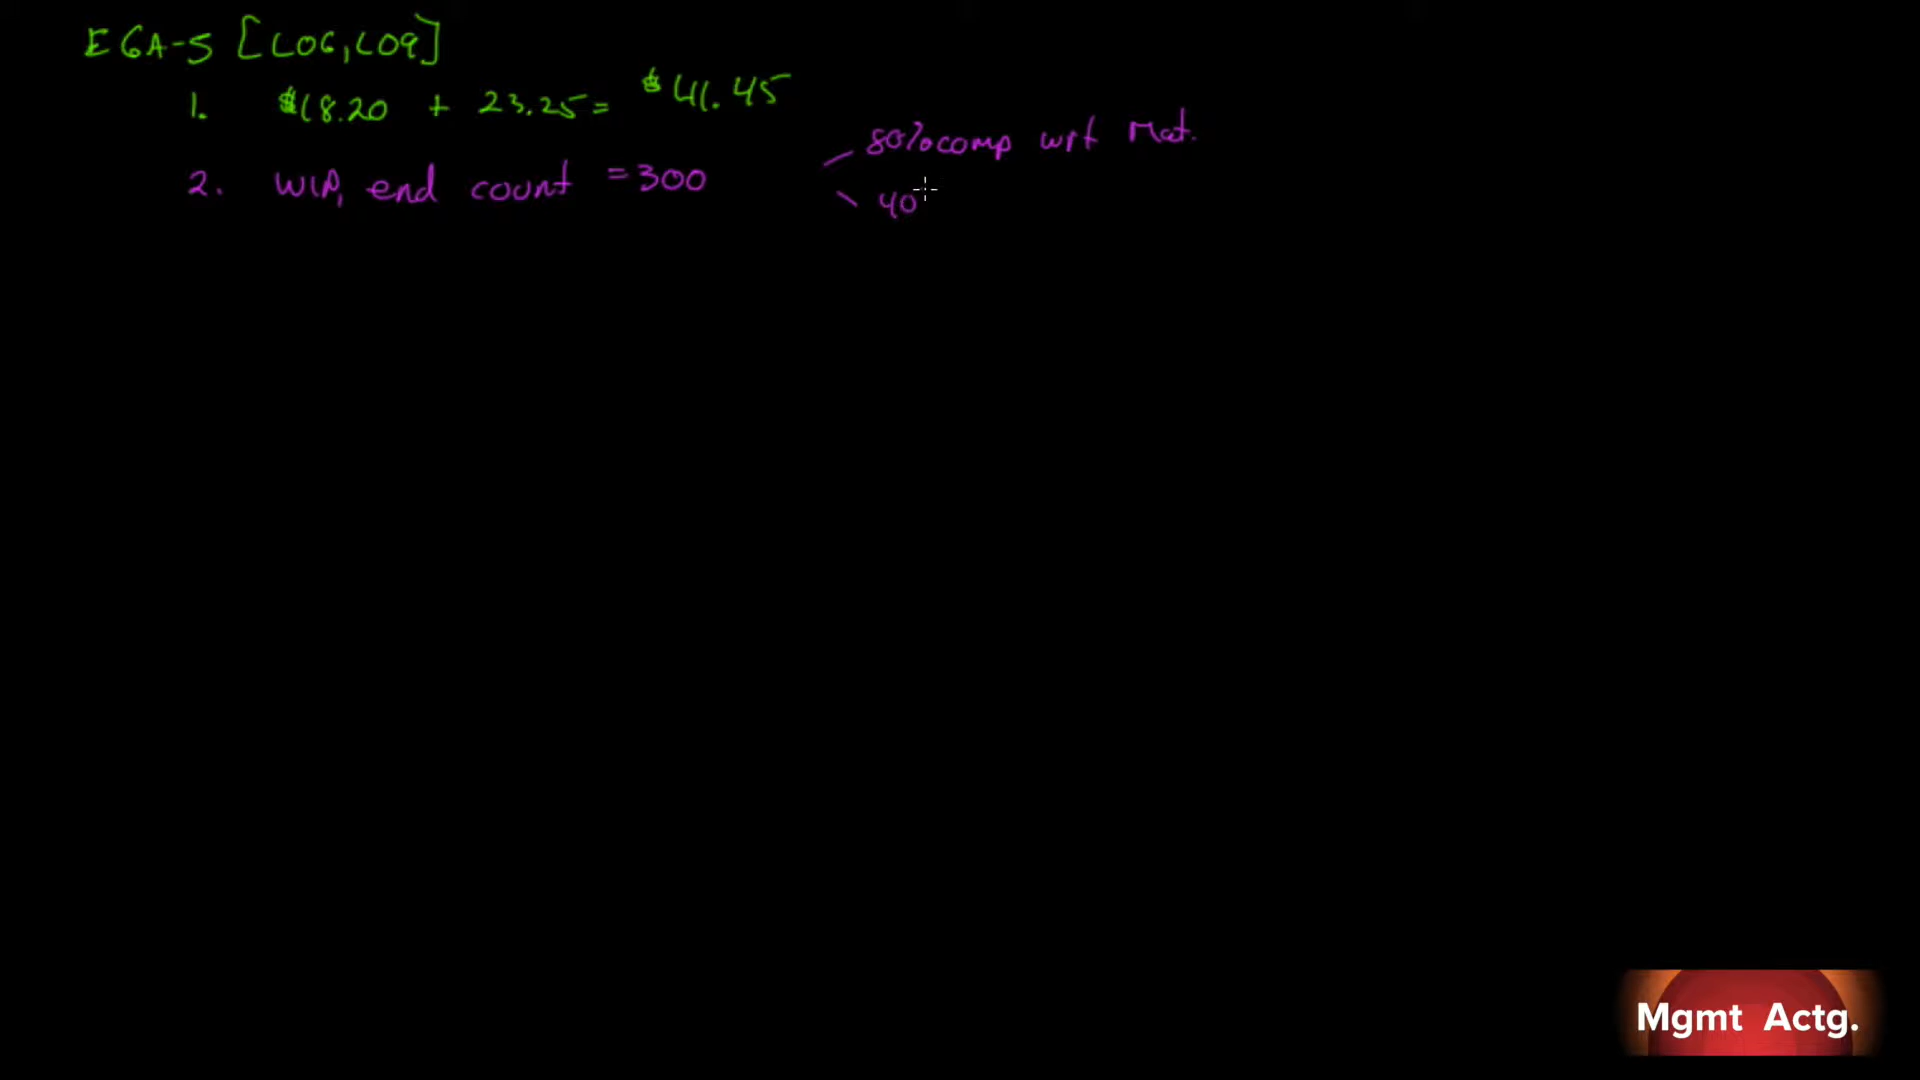 E6A-5 [LO6, LO9]
1. $18.20 + 23.25 = $41.45
80% comp wrt Mat.
2. WIP, end count = 300
40
Mgmt Actg.